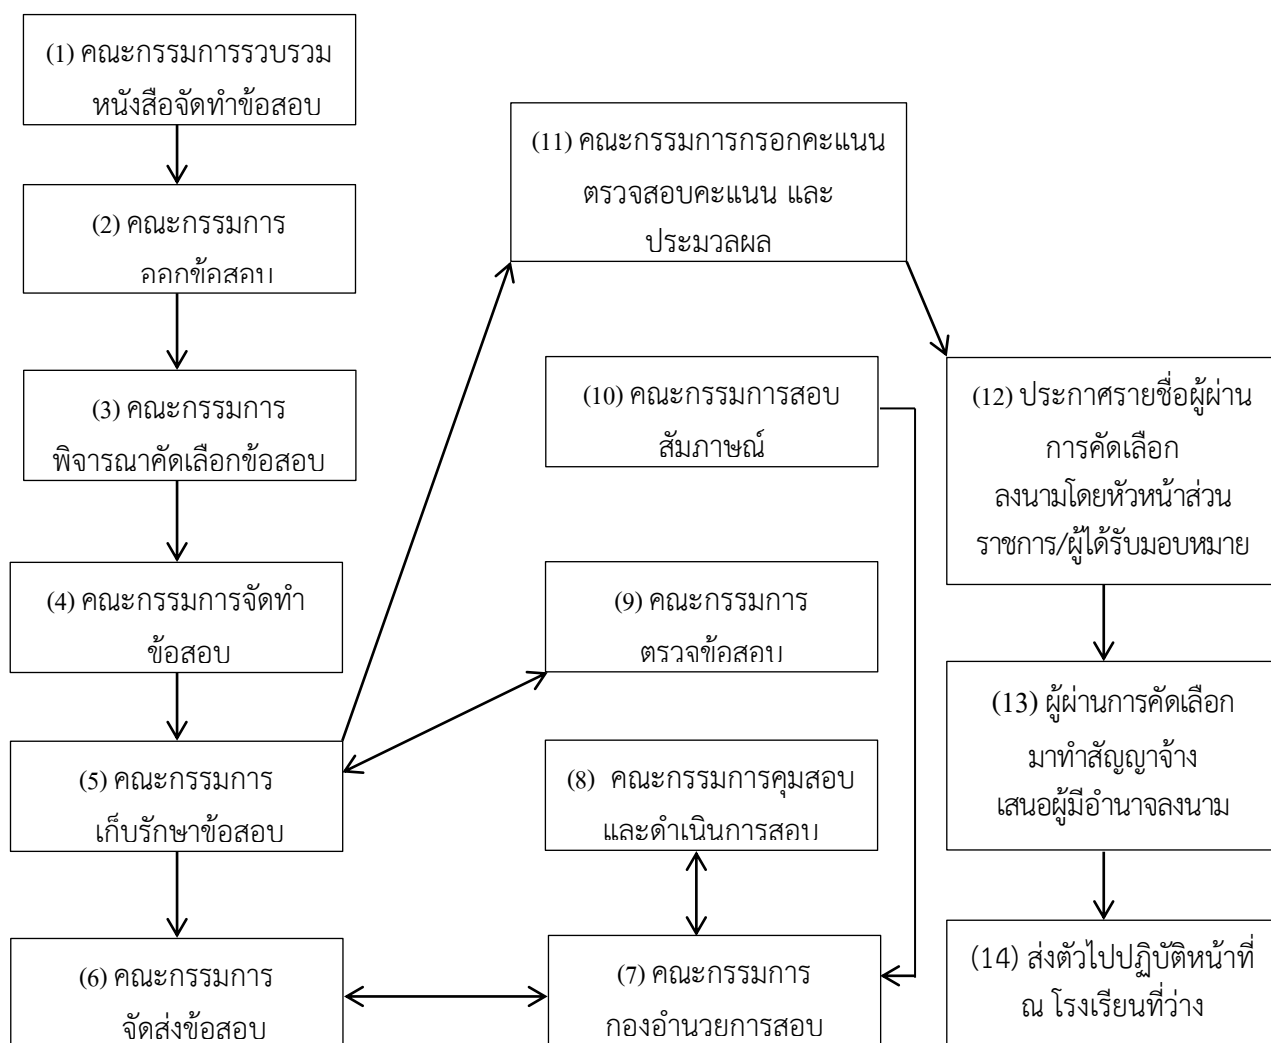 (1) คณะกรรมการรวบรวม
หนังสือจัดทำข้อสอบ
(2) คณะกรรมการ
ออกข้อสอบ
(3) คณะกรรมการ
พิจารณาคัดเลือกข้อสอบ
(4) คณะกรรมการจัดทำ
ข้อสอบ
(5) คณะกรรมการ
เก็บรักษาข้อสอบ
(6) คณะกรรมการ
จัดส่งข้อสอบ
(7) คณะกรรมการ
กองอำนวยการสอบ
(8) คณะกรรมการคุมสอบ
และดำเนินการสอบ
(9) คณะกรรมการ
ตรวจข้อสอบ
(10) คณะกรรมการสอบ
สัมภาษณ์
(11) คณะกรรมการกรอกคะแนน
ตรวจสอบคะแนน และ
ประมวลผล
(12) ประกาศรายชื่อผู้ผ่าน
การคัดเลือก
ลงนามโดยหัวหน้าส่วน
ราชการ/ผู้ได้รับมอบหมาย
(13) ผู้ผ่านการคัดเลือก
มาทำสัญญาจ้าง
เสนอผู้มีอำนาจลงนาม
(14) ส่งตัวไปปฏิบัติหน้าที่
ณ โรงเรียนที่ว่าง